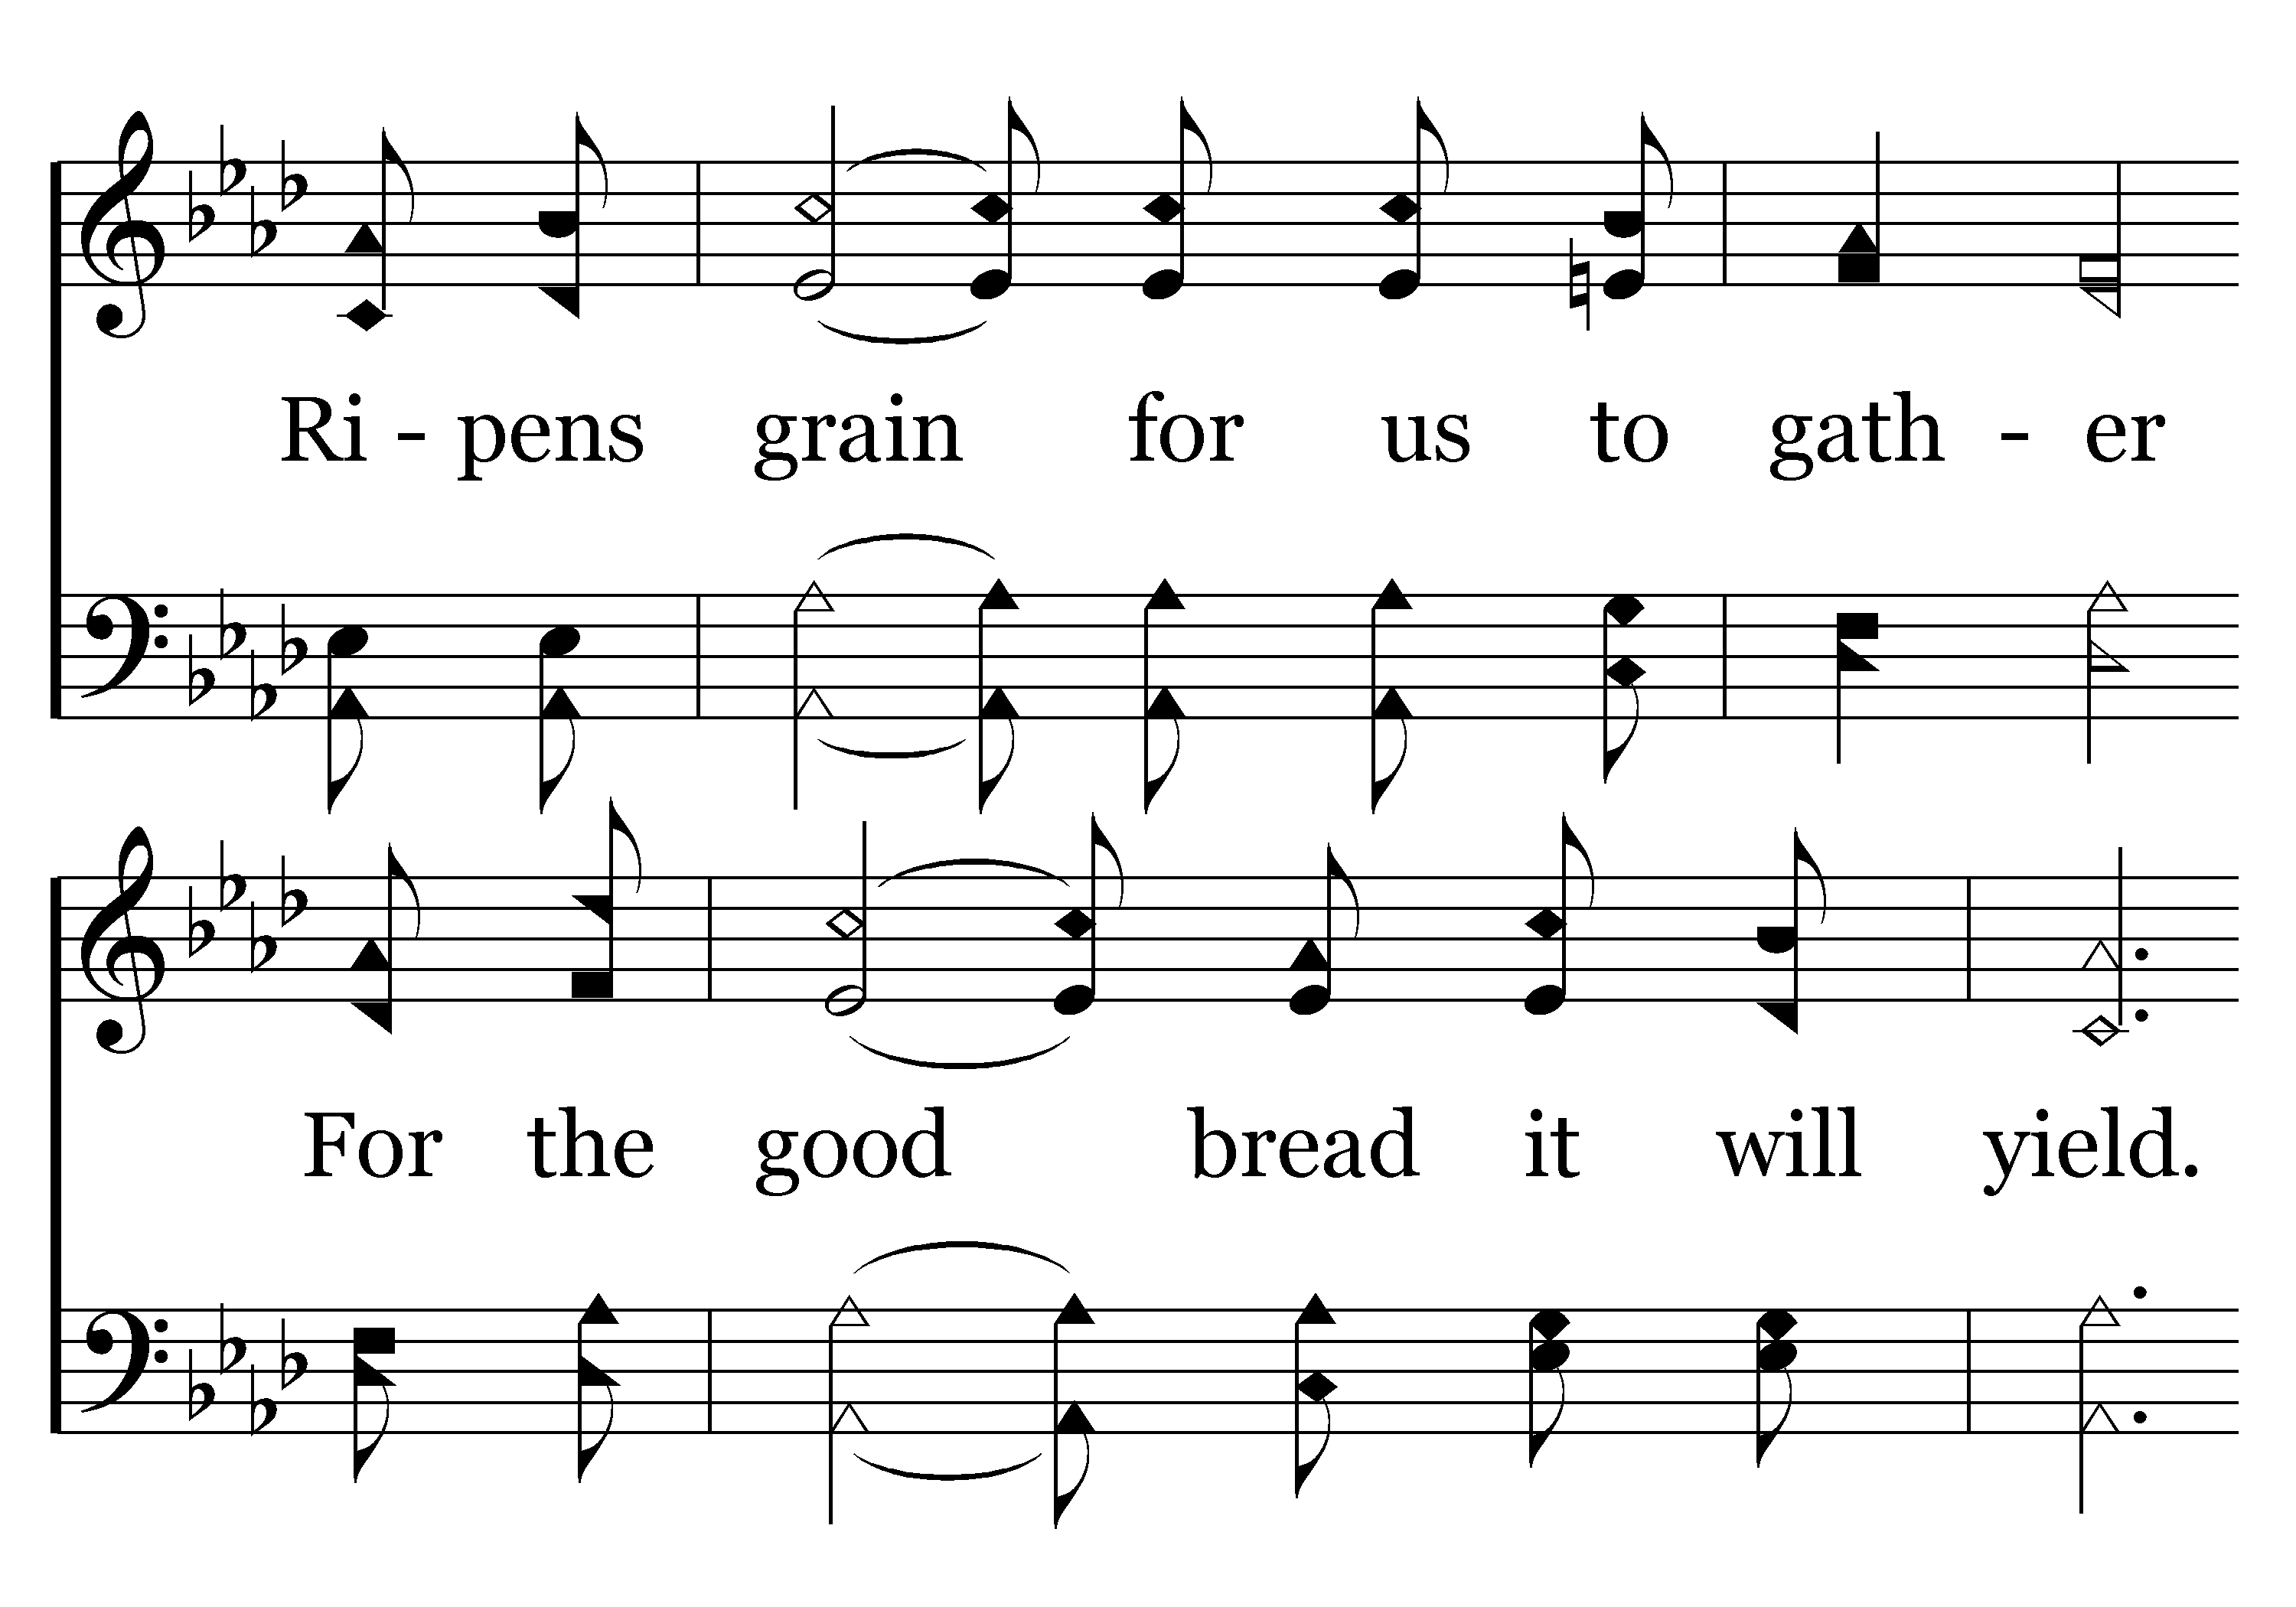 Ri - pens grain for us to gath - er
For the good bread it will yield.